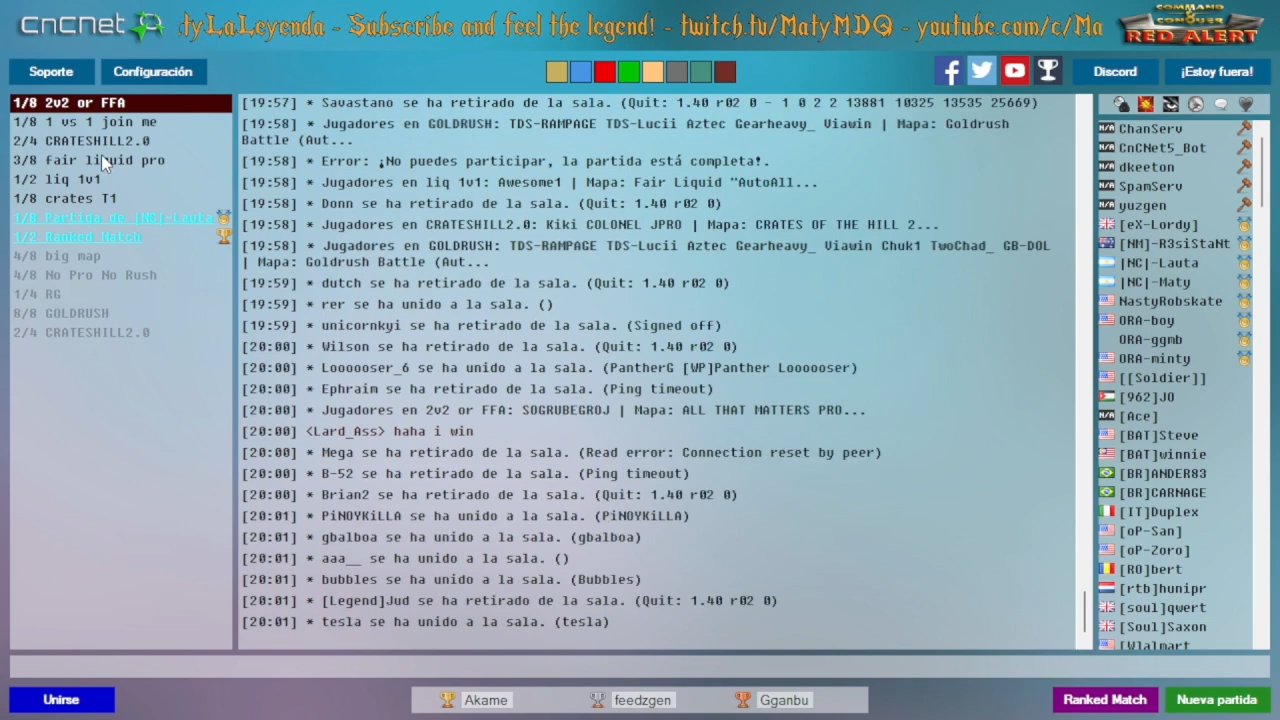 CnCNet
tyLaLeyenda - Subscribe and feel the legend! - twitch.tv/MatyMDQ - youtube.com/c/Ma
COMMAND & CONQUER
RED ALERT
Soporte
Configuración
Discord
¡Estoy fuera!
1/8 2v2 or FFA
1/8 1 vs 1 join me
2/4 CRATESHILL2.0
3/8 fair liquid pro
1/2 liq 1v1
1/8 crates T1
1/8 Partida de |NC|-Lauta
1/2 Ranked Match
4/8 big map
4/8 No Pro No Rush
1/4 RG
8/8 GOLDRUSH
2/4 CRATESHILL2.0
[19:57] * Savastano se ha retirado de la sala. (Quit: 1.40 r02 0 - 1 0 2 2 13881 10325 13535 25669)
[19:58] * Jugadores en GOLDRUSH: TDS-RAMPAGE TDS-Lucii Aztec Gearheavy_ Viawin | Mapa: Goldrush
Battle (Aut...
[19:58] * Error: ¡No puedes participar, la partida está completa!.
[19:58] * Jugadores en liq 1v1: Awesome1 | Mapa: Fair Liquid "AutoAll...
[19:58] * Donn se ha retirado de la sala. (Quit: 1.40 r02 0)
[19:58] * Jugadores en CRATESHILL2.0: Kiki COLONEL JPRO | Mapa: CRATES OF THE HILL 2...
[19:58] * Jugadores en GOLDRUSH: TDS-RAMPAGE TDS-Lucii Aztec Gearheavy_ Viawin Chuk1 TwoChad_ GB-DOL
| Mapa: Goldrush Battle (Aut...
[19:59] * dutch se ha retirado de la sala. (Quit: 1.40 r02 0)
[19:59] * rer se ha unido a la sala. ()
[19:59] * unicornkyj se ha retirado de la sala. (Signed off)
[20:00] * Wilson se ha retirado de la sala. (Quit: 1.40 r02 0)
[20:00] * Loooooser_- se ha unido a la sala. (PantherG [WP]Panther Loooooser)
[20:00] * Ephraim se ha retirado de la sala. (Ping timeout)
[20:00] * Jugadores en 2v2 or FFA: SOGRUBEGROJ | Mapa: ALL THAT MATTERS PRO...
[20:00] <Lard_Ass> haha i win
[20:00] * Mega se ha retirado de la sala. (Read error: Connection reset by peer)
[20:00] * B-52 se ha retirado de la sala. (Ping timeout)
[20:00] * Brian2 se ha retirado de la sala. (Quit: 1.40 r02 0)
[20:01] * PiNOYKiLLA se ha unido a la sala. (PiNOYKiLLA)
[20:01] * gbalboa se ha unido a la sala. (gbalboa)
[20:01] * aaa__ se ha unido a la sala. ()
[20:01] * bubbles se ha unido a la sala. (Bubbles)
[20:01] * [Legend]Jay se ha retirado de la sala. (Quit: 1.40 r02 0)
[20:01] * tesla se ha unido a la sala. (tesla)
N/A ChanServ
N/A CnCNet5_Bot
N/A dkeeton
N/A SpamServ
N/A yuzgen
[eX-Lordy]
[NM]-R3siStaNt
|NC|-Lauta
|NC|-Maty
NastyRobskate
ORA-boy
ORA-ggmb
ORA-minty
[[Soldier]]
[962]JO
N/A [Ace]
[BAT]Steve
[BAT]winnie
[BR]ANDER83
[BR]CARNAGE
[IT]Duplex
[oP-San]
[oP-Zoro]
[RO]bert
[rtb]hunipr
[soul]qwert
[Soul]Saxon
[Wlalmart
Unirse
Akame
feedzgen
Gganbu
Ranked Match
Nueva partida